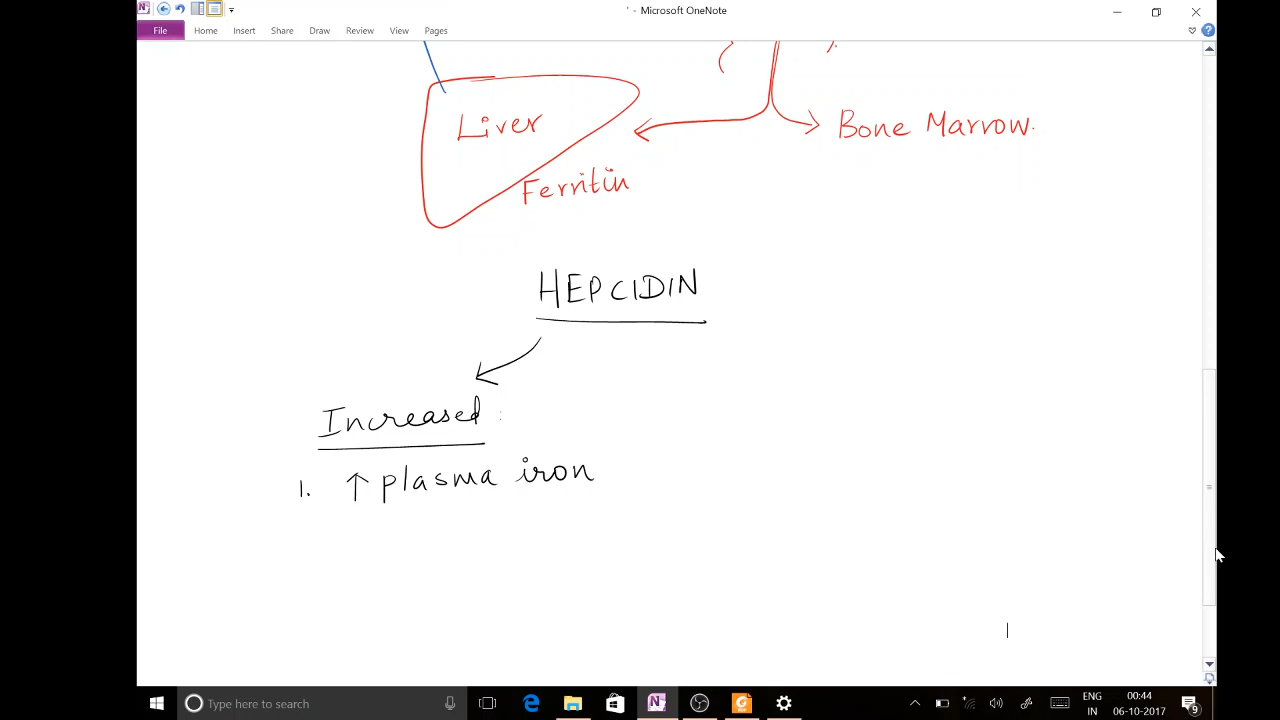 ' - Microsoft OneNote
File Home Insert Share Draw Review View Pages
Liver
Bone Marrow.
Ferritin
HEPCIDIN
Increased :
1. ↑ plasma iron
Type here to search
ENG 00:44
IN 06-10-2017
9